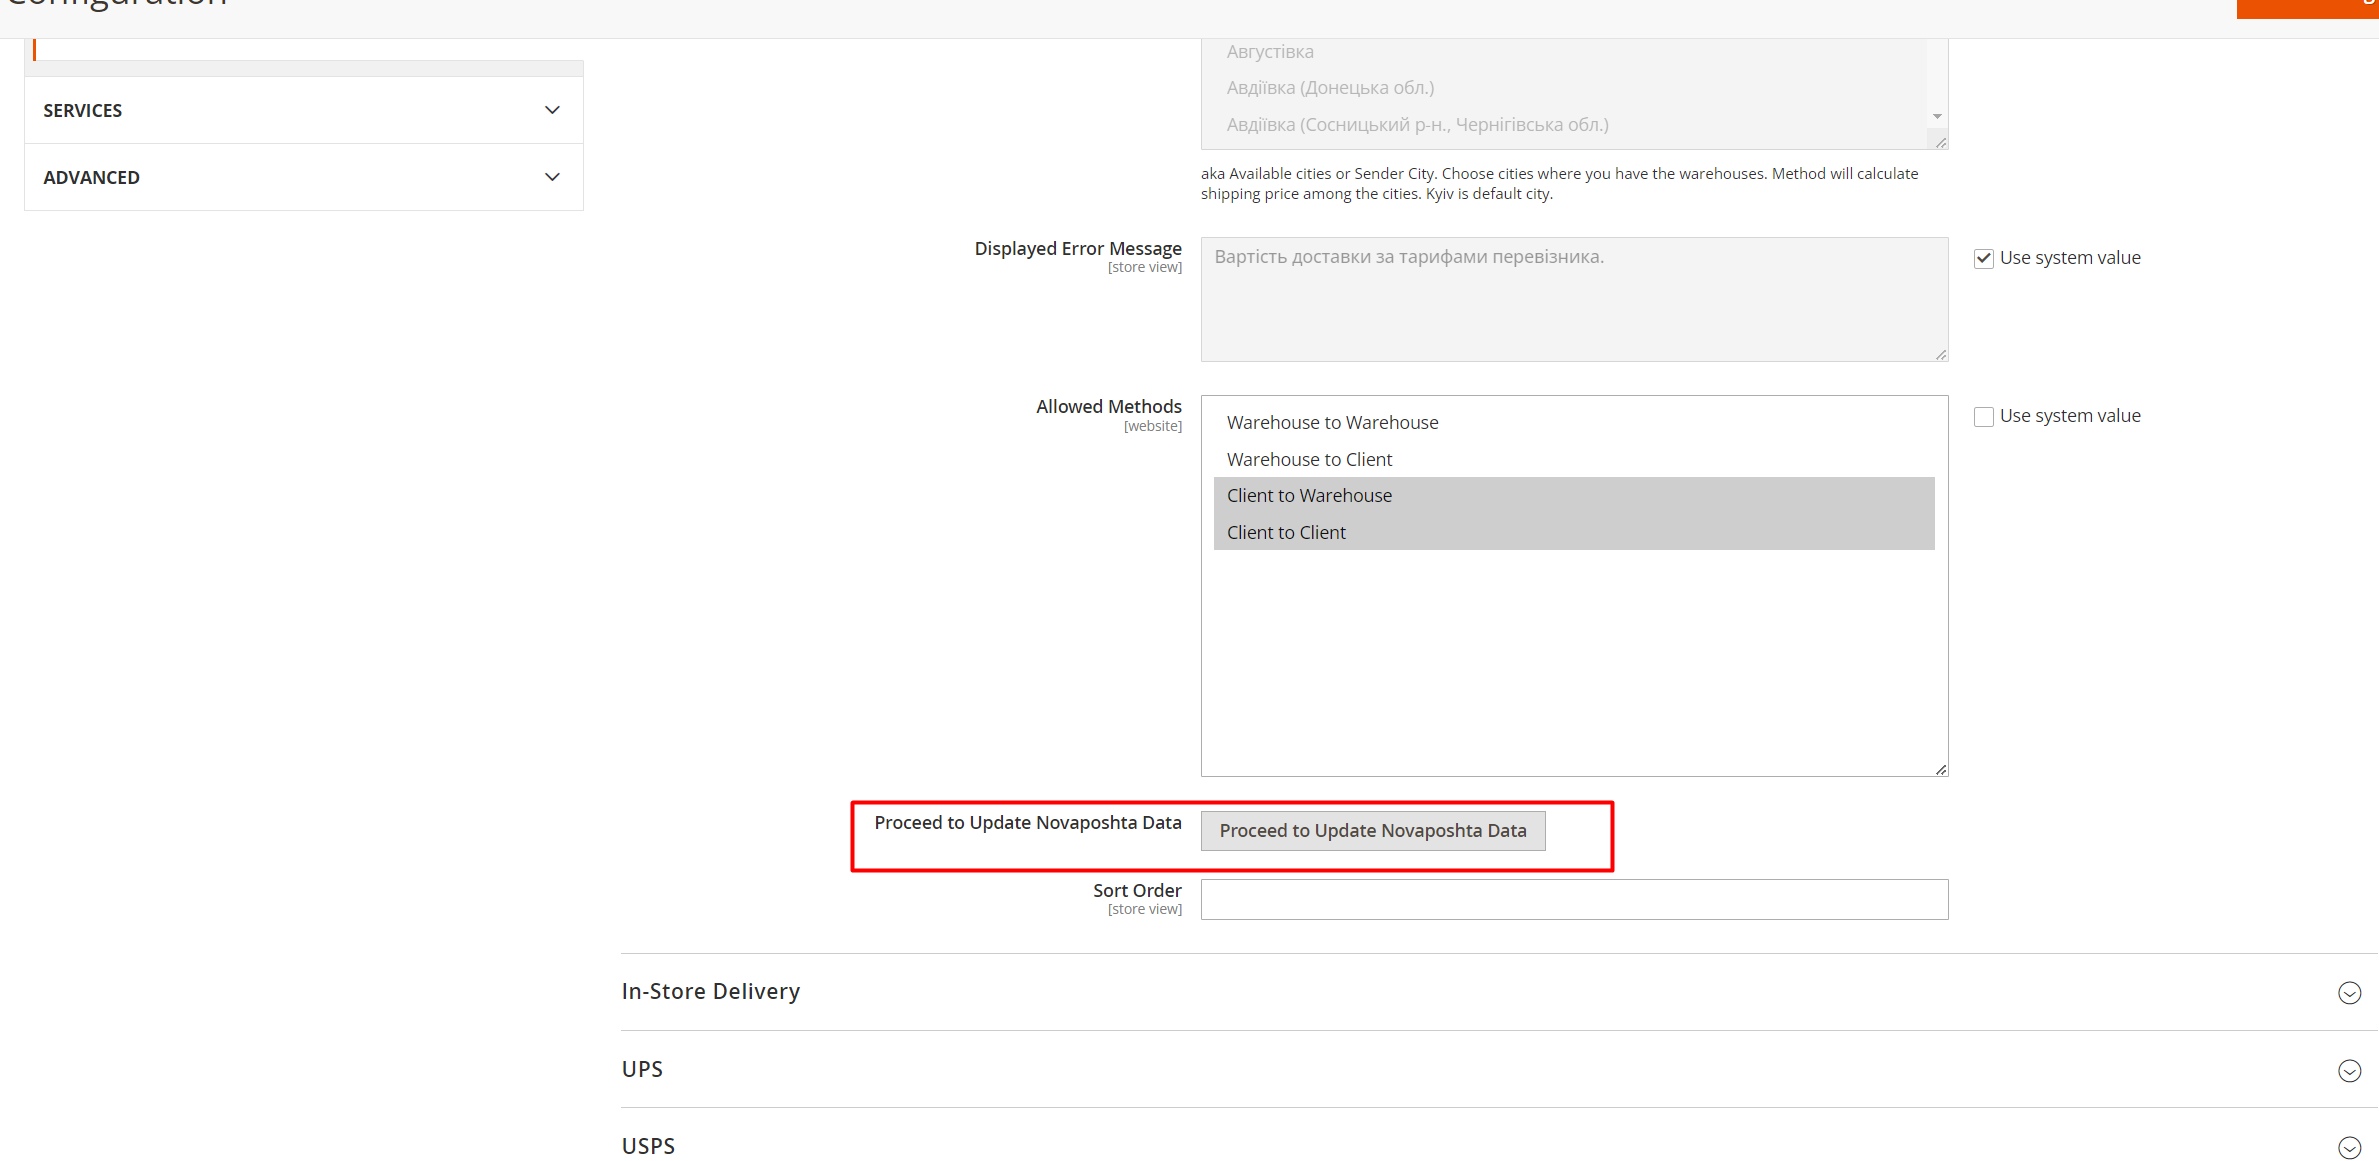 Configuration
Августівка
Авдіївка (Донецька обл.)
Авдіївка (Сосницький р-н., Чернігівська обл.)
SERVICES
ADVANCED
aka Available cities or Sender City. Choose cities where you have the warehouses. Method will calculate
shipping price among the cities. Kyiv is default city.
Displayed Error Message
[store view]
Вартість доставки за тарифами перевізника.
Use system value
Allowed Methods
[website]
Warehouse to Warehouse
Warehouse to Client
Client to Warehouse
Client to Client
Use system value
Proceed to Update Novaposhta Data
Proceed to Update Novaposhta Data
Sort Order
[store view]
In-Store Delivery
UPS
USPS